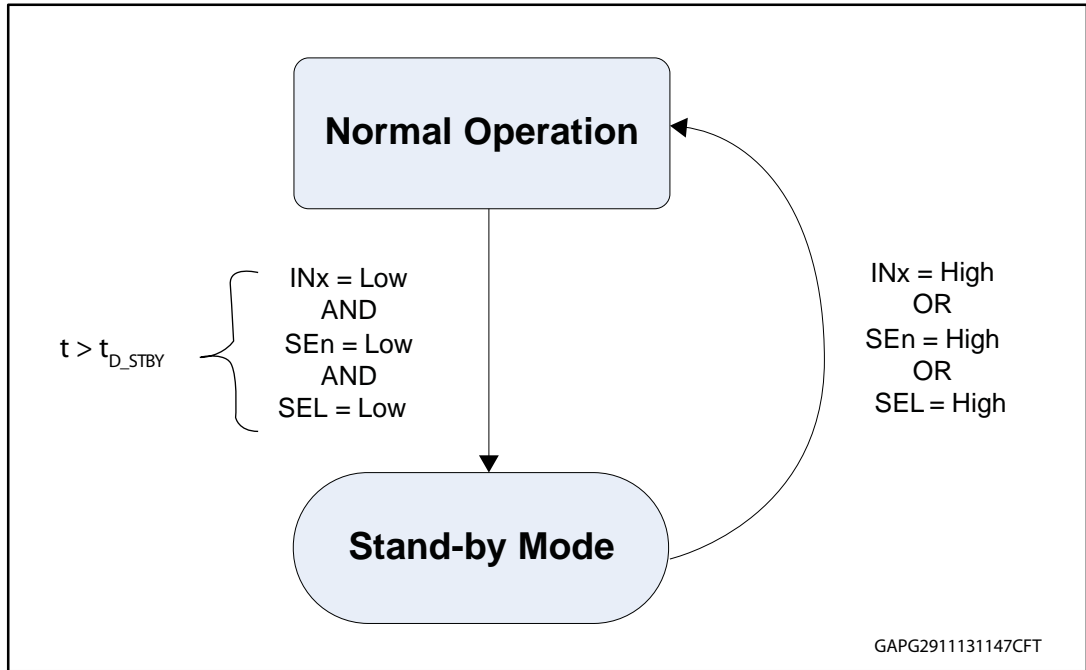 Normal Operation
t > tD_STBY
INx = Low
AND
SEn = Low
AND
SEL = Low
INx = High
OR
SEn = High
OR
SEL = High
Stand-by Mode
GAPG2911131147CFT